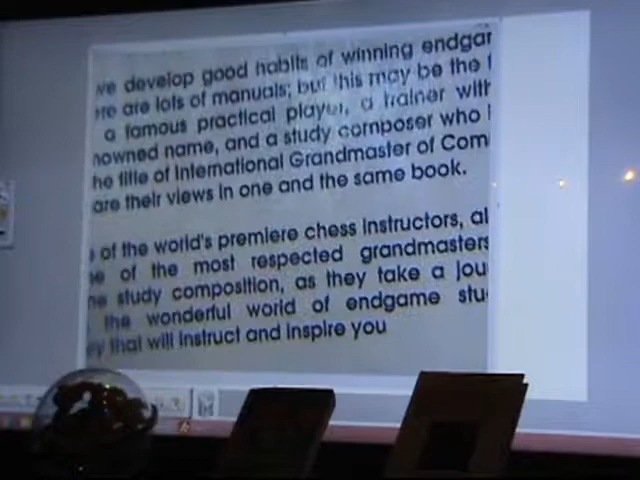 we develop good habits of winning endgar
ere are lots of manuals; but this may be the f
a famous practical player, a trainer with
nowned name, and a study composer who i
he title of International Grandmaster of Com
are their views in one and the same book.
of the world's premiere chess instructors, al
ne of the most respected grandmasters
ne study composition, as they take a jou
the wonderful world of endgame stu
ey that will instruct and inspire you